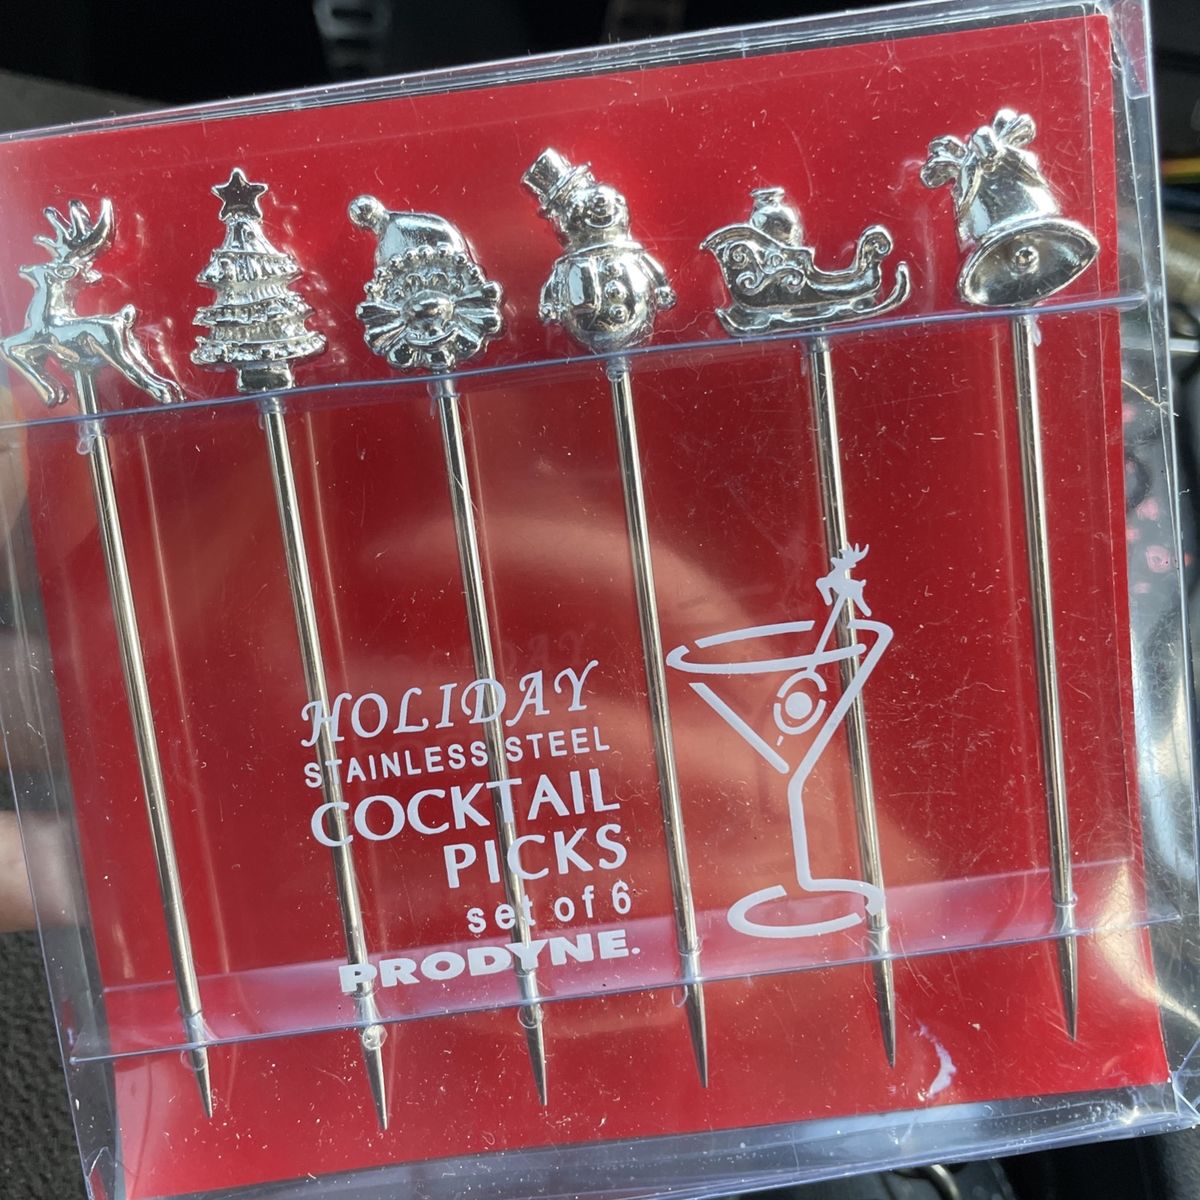 HOLIDAY
STAINLESS STEEL
COCKTAIL
PICKS
set of 6
PRODYNE.